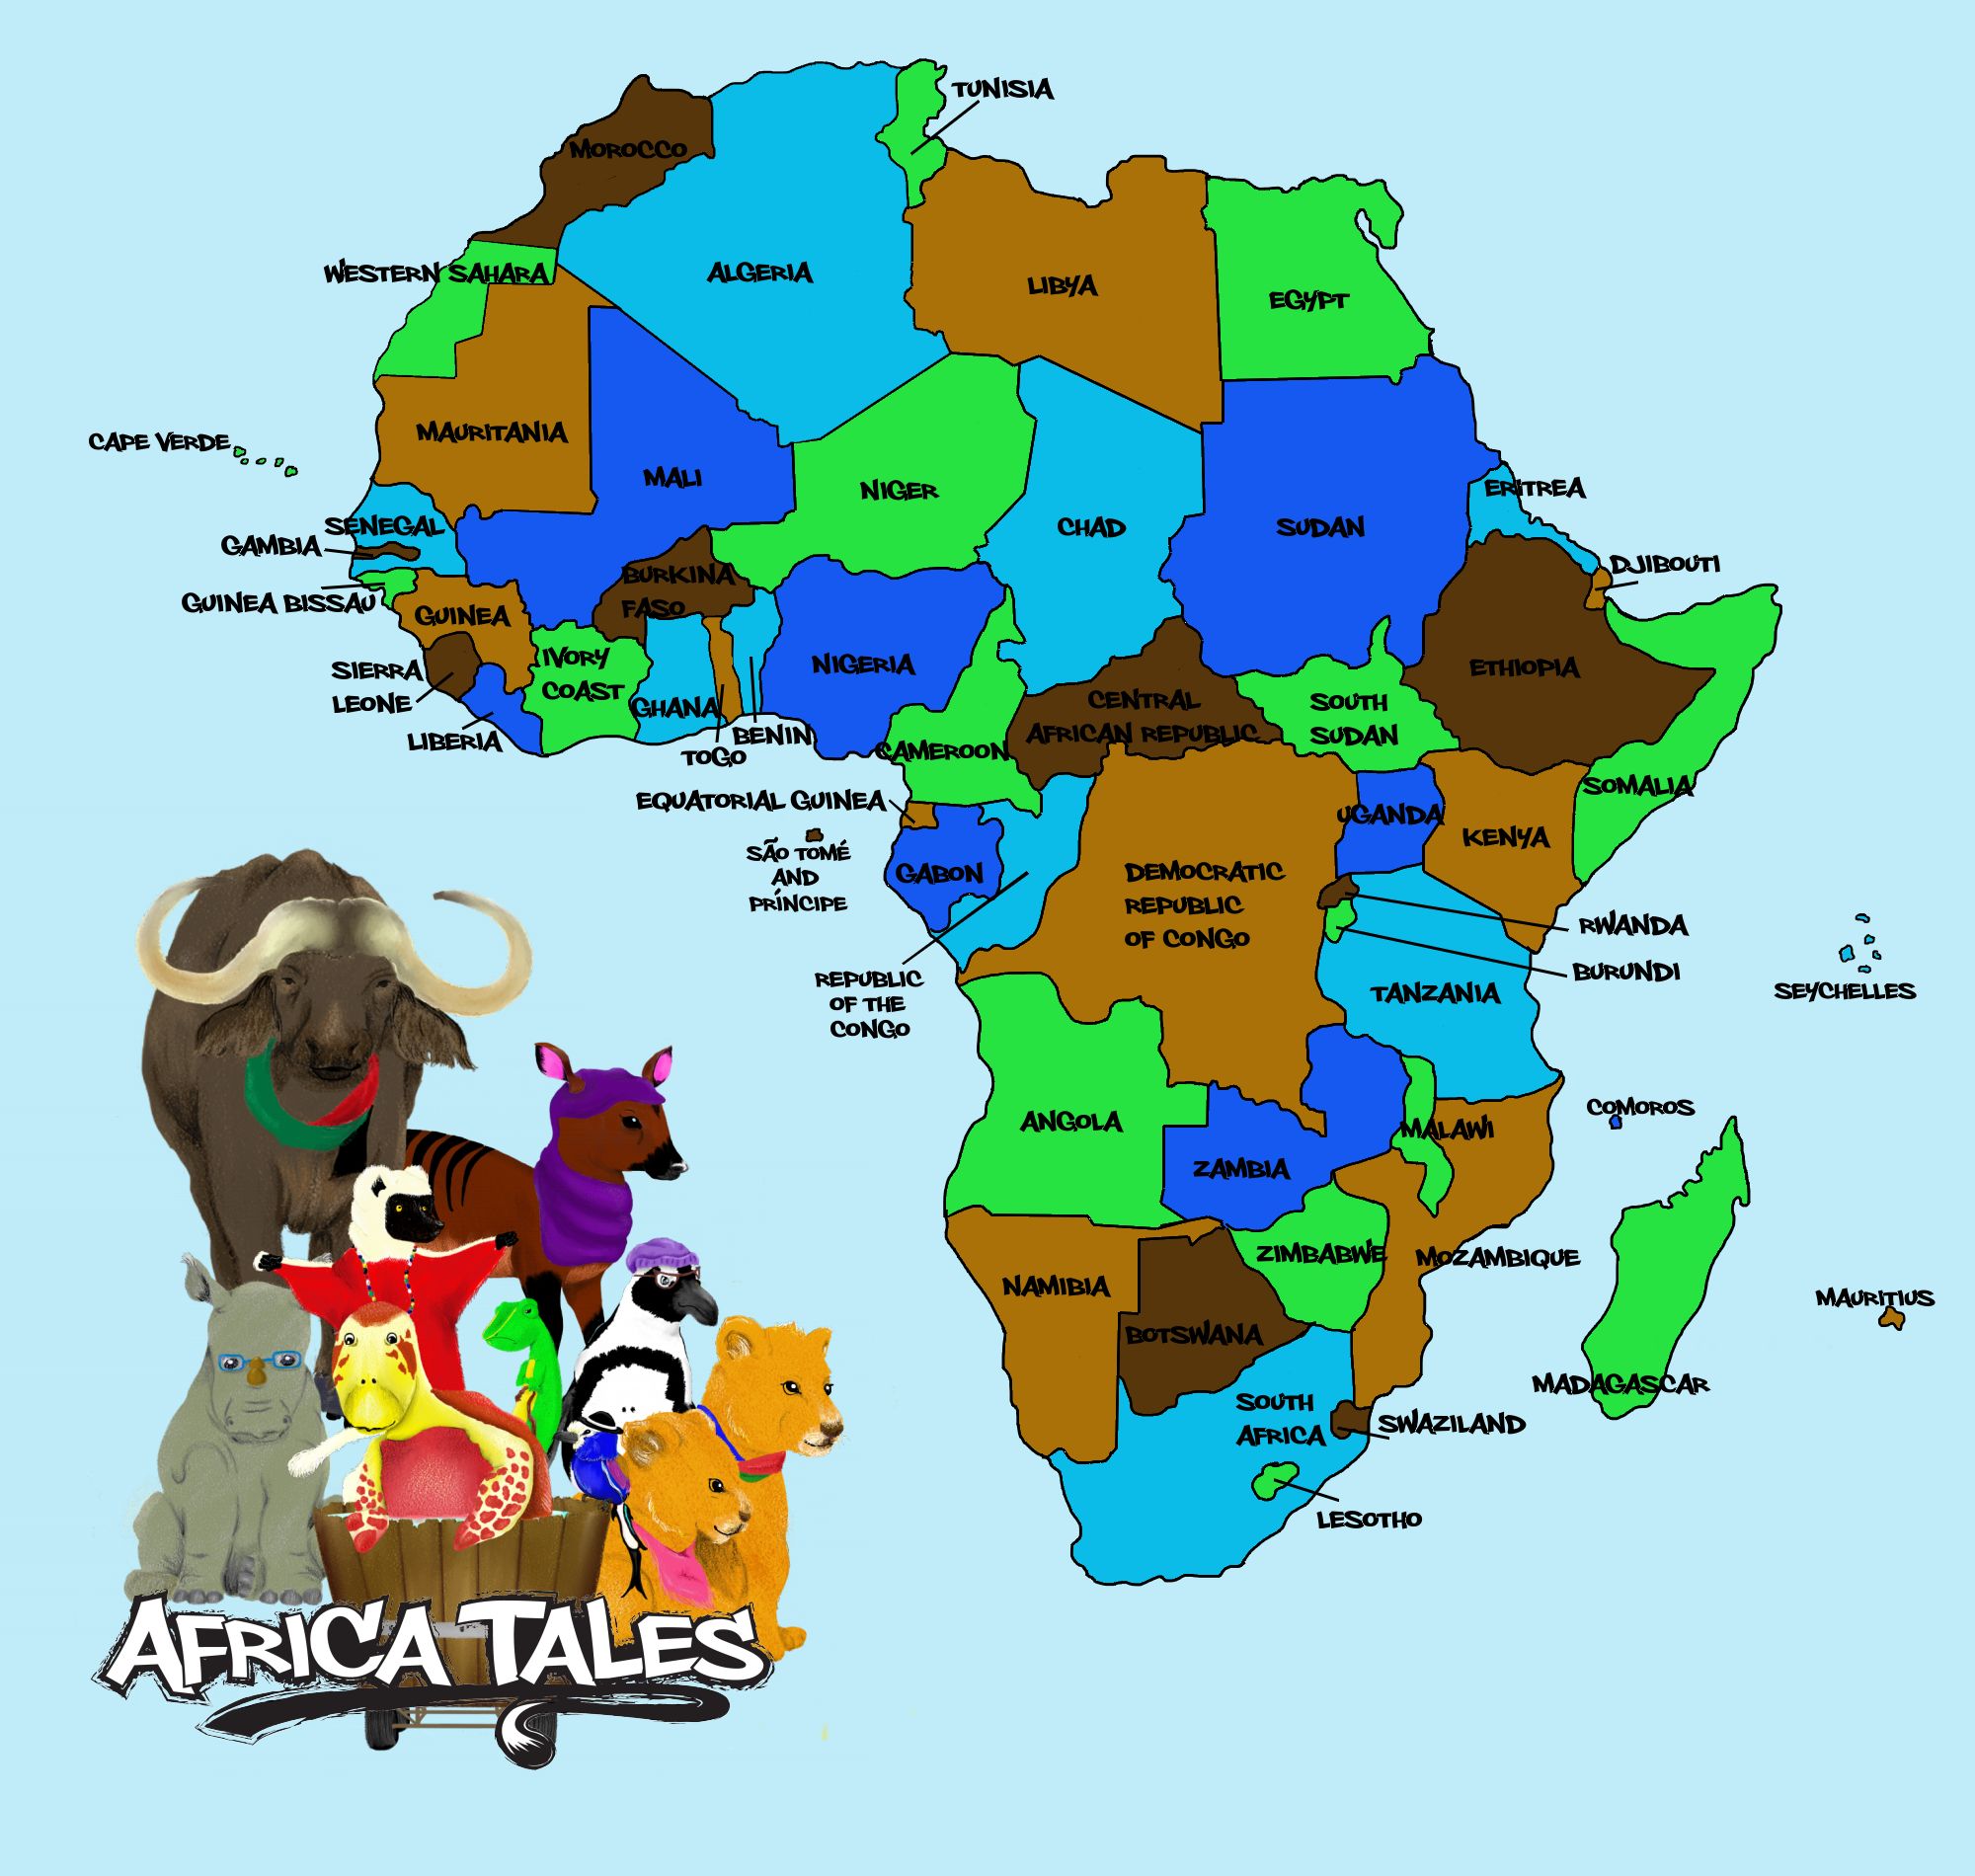 TUNISIA
MOROCCO
WESTERN SAHARA
ALGERIA
LIBYA
EGYPT
MAURITANIA
CAPE VERDE
MALI
NIGER
CHAD
SUDAN
ERITREA
SENEGAL
GAMBIA
DJIBOUTI
BURKINA
FASO
GUINEA BISSAU
GUINEA
IVORY
COAST
NIGERIA
ETHIOPIA
SIERRA
LEONE
GHANA
CENTRAL
AFRICAN REPUBLIC
SOUTH
SUDAN
LIBERIA
BENIN
TOGO
CAMEROON
SOMALIA
EQUATORIAL GUINEA
UGANDA
KENYA
SÃO TOMÉ
AND
PRÍNCIPE
GABON
DEMOCRATIC
REPUBLIC
OF CONGO
RWANDA
BURUNDI
REPUBLIC
OF THE
CONGO
TANZANIA
SEYCHELLES
ANGOLA
COMOROS
MALAWI
ZAMBIA
ZIMBABWE
MOZAMBIQUE
NAMIBIA
MAURITIUS
BOTSWANA
MADAGASCAR
SOUTH
AFRICA
SWAZILAND
LESOTHO
AFRICA TALES